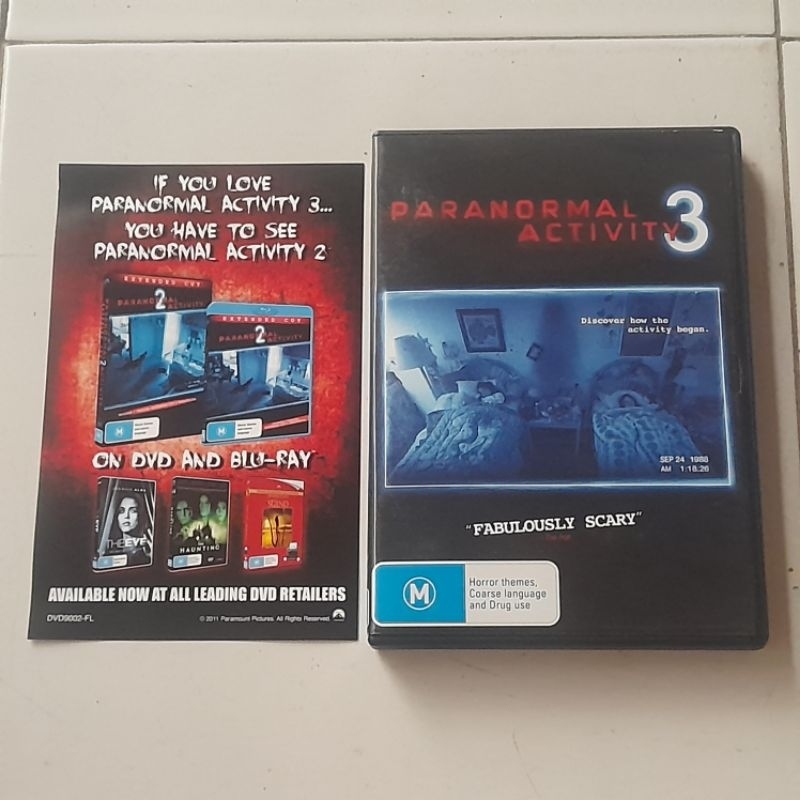 IF YOU LOVE
PARANORMAL ACTIVITY 3...
YOU HAVE TO SEE
PARANORMAL ACTIVITY 2
EXTENDED CUT
2
PARANORMAL
ACTIVITY
M
EXTENDED CUT
2
PARANORMAL
ACTIVITY
M
ON DVD AND BLU-RAY
THE EYE
HAUNTING
AVAILABLE NOW AT ALL LEADING DVD RETAILERS
DVD9002-FL
© 2011 Paramount Pictures. All Rights Reserved.
PARANORMAL
ACTIVITY 3
Discover how the
activity began.
SEP 24 1988
AM 1:18.26
"FABULOUSLY SCARY"
M
Horror themes,
Coarse language
and Drug use